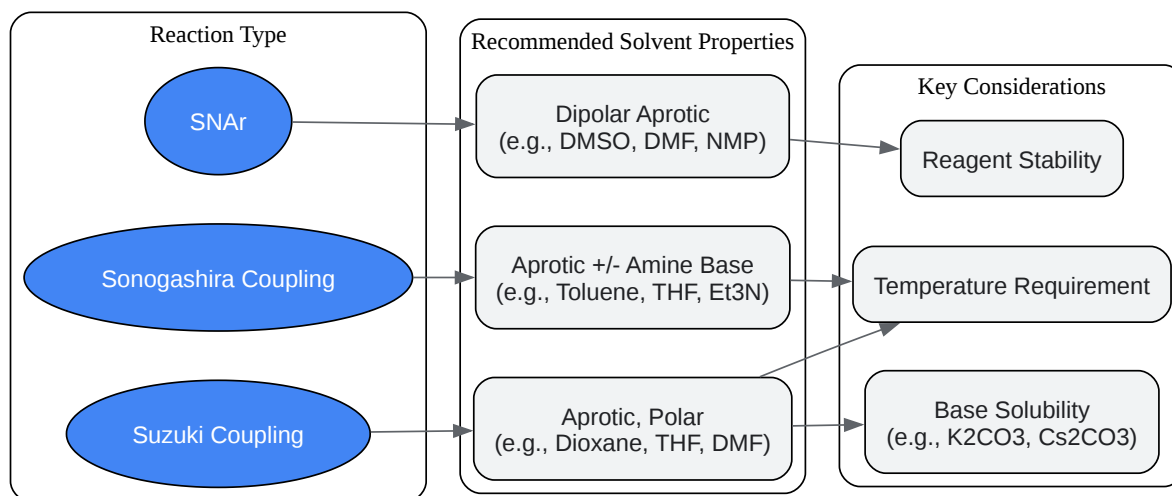 Reaction Type
SNAr
Sonogashira Coupling
Suzuki Coupling
Recommended Solvent Properties
Dipolar Aprotic
(e.g., DMSO, DMF, NMP)
Aprotic +/- Amine Base
(e.g., Toluene, THF, Et3N)
Aprotic, Polar
(e.g., Dioxane, THF, DMF)
Key Considerations
Reagent Stability
Temperature Requirement
Base Solubility
(e.g., K2CO3, Cs2CO3)